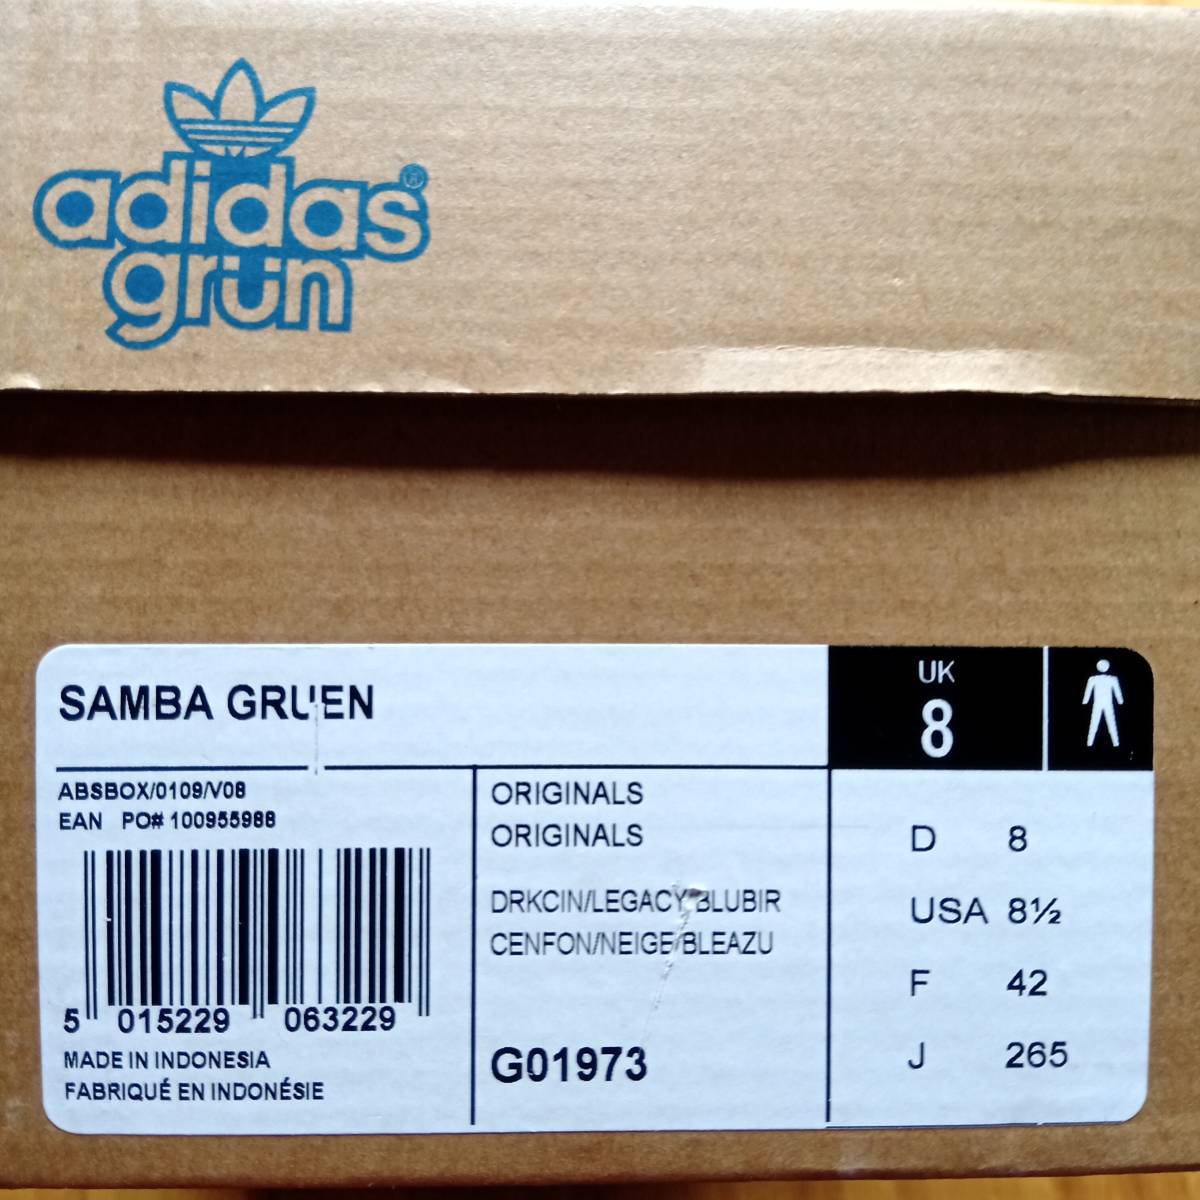 adidas®
grün
SAMBA GRUEN
UK
8
ABSBOX/0109/V08
EAN PO# 100955988
5 015229 063229
MADE IN INDONESIA
FABRIQUÉ EN INDONÉSIE
ORIGINALS
ORIGINALS
DRKCIN/LEGACY/BLUBIR
CENFON/NEIGE/BLEAZU
G01973
D 8
USA 8½
F 42
J 265